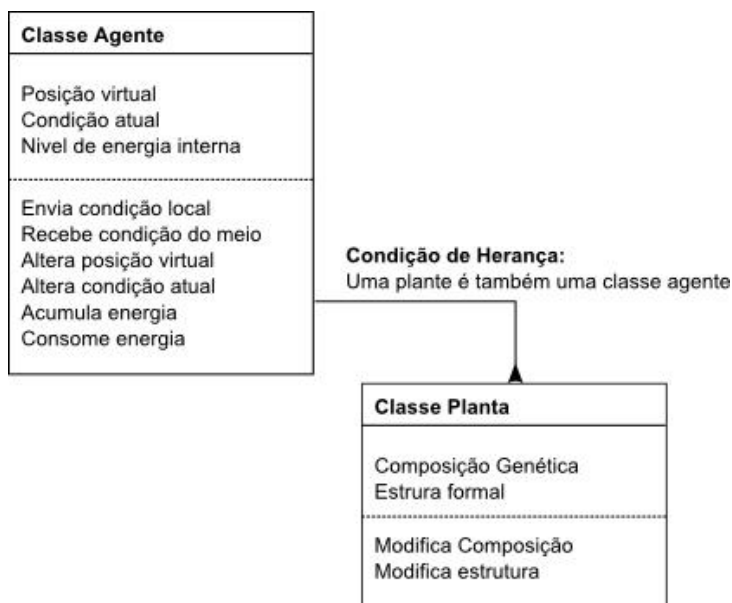 Classe Agente
Posição virtual
Condição atual
Nivel de energia interna
Envia condição local
Recebe condição do meio
Altera posição virtual
Altera condição atual
Acumula energia
Consome energia
Condição de Herança:
Uma plante é também uma classe agente
Classe Planta
Composição Genética
Estrura formal
Modifica Composição
Modifica estrutura